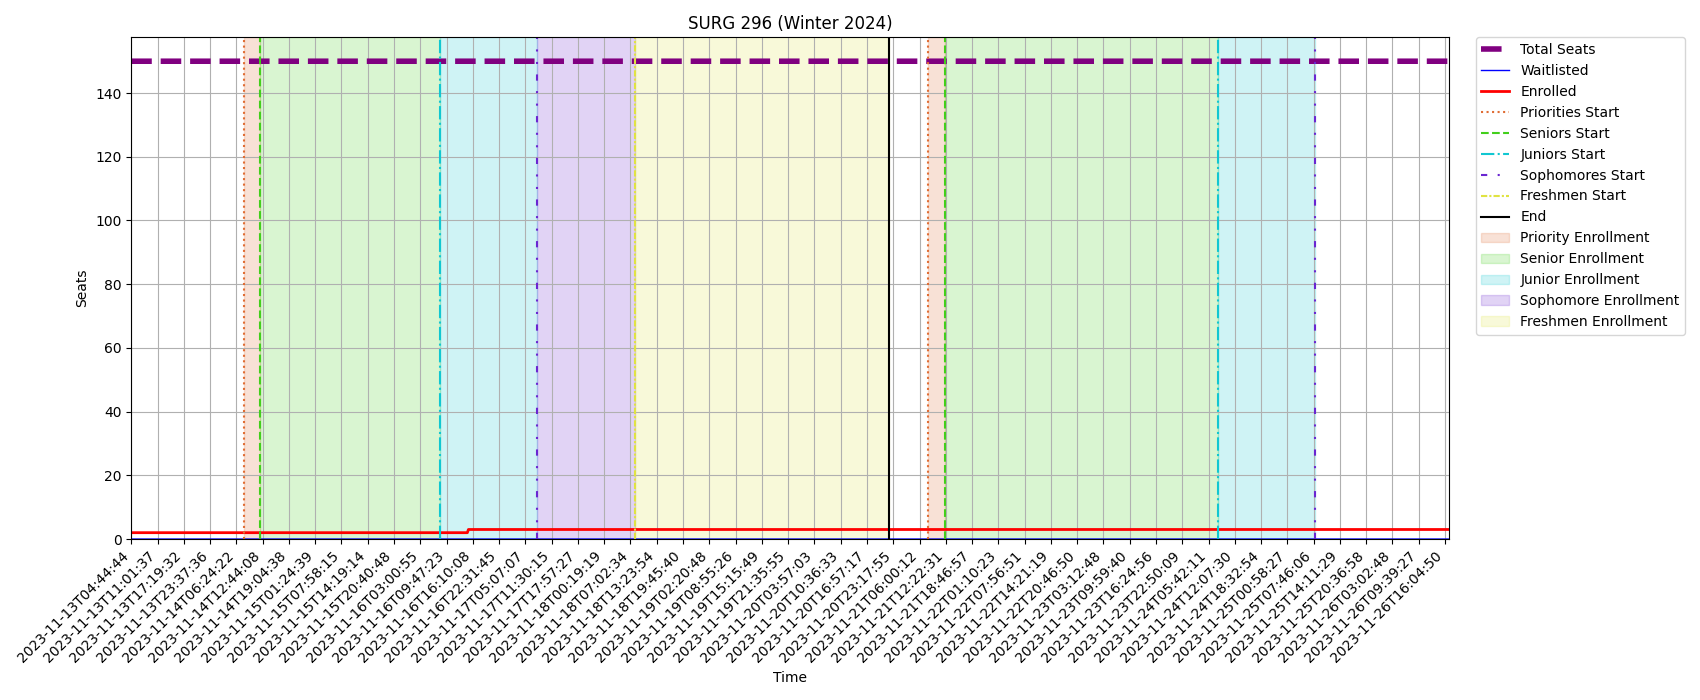 SURG 296 (Winter 2024)
Seats
140
120
100
80
60
40
20
0
2023-11-13T04:44:44
2023-11-13T11:01:37
2023-11-13T17:19:32
2023-11-13T23:37:36
2023-11-14T06:24:22
2023-11-14T12:44:08
2023-11-14T19:04:38
2023-11-15T01:24:39
2023-11-15T07:58:15
2023-11-15T14:19:14
2023-11-15T20:40:48
2023-11-16T03:00:55
2023-11-16T09:47:23
2023-11-16T16:10:08
2023-11-16T22:31:45
2023-11-17T05:07:07
2023-11-17T11:30:15
2023-11-17T17:57:27
2023-11-18T00:19:19
2023-11-18T07:02:34
2023-11-18T13:23:54
2023-11-18T19:45:40
2023-11-19T02:20:48
2023-11-19T08:55:26
2023-11-19T15:15:49
2023-11-19T21:35:55
2023-11-20T03:57:03
2023-11-20T10:36:33
2023-11-20T16:57:17
2023-11-20T23:17:55
2023-11-21T06:00:12
2023-11-21T12:22:31
2023-11-21T18:46:57
2023-11-22T01:10:23
2023-11-22T07:56:51
2023-11-22T14:21:19
2023-11-22T20:46:50
2023-11-23T03:12:48
2023-11-23T09:59:40
2023-11-23T16:24:56
2023-11-23T22:50:09
2023-11-24T05:42:11
2023-11-24T12:07:30
2023-11-24T18:32:54
2023-11-25T00:58:27
2023-11-25T07:46:06
2023-11-25T14:11:29
2023-11-25T20:36:58
2023-11-26T03:02:48
2023-11-26T09:39:27
2023-11-26T16:04:50
Time
Total Seats
Waitlisted
Enrolled
Priorities Start
Seniors Start
Juniors Start
Sophomores Start
Freshmen Start
End
Priority Enrollment
Senior Enrollment
Junior Enrollment
Sophomore Enrollment
Freshmen Enrollment